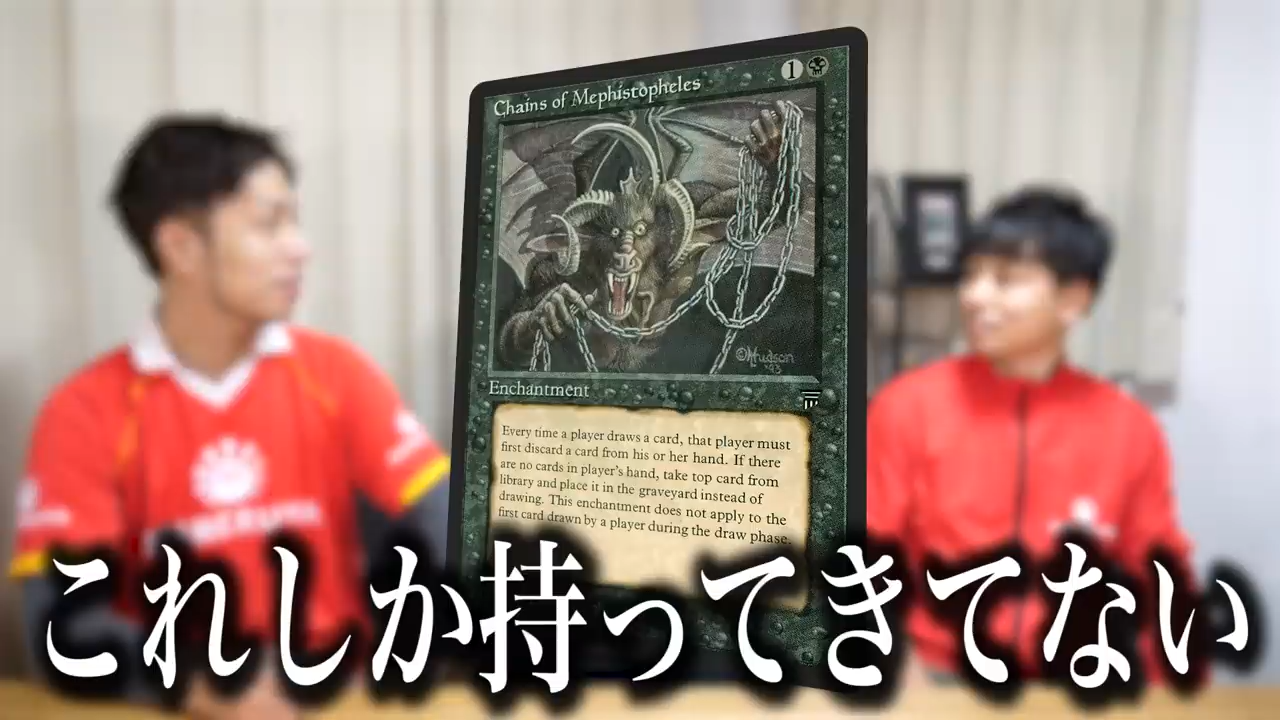 Chains of Mephistopheles
1
©Hudson
'93
Enchantment
Every time a player draws a card, that player must
first discard a card from his or her hand. If there
are no cards in player's hand, take top card from
library and place it in the graveyard instead of
drawing. This enchantment does not apply to the
first card drawn by a player during the draw phase.
これしか持ってきてない